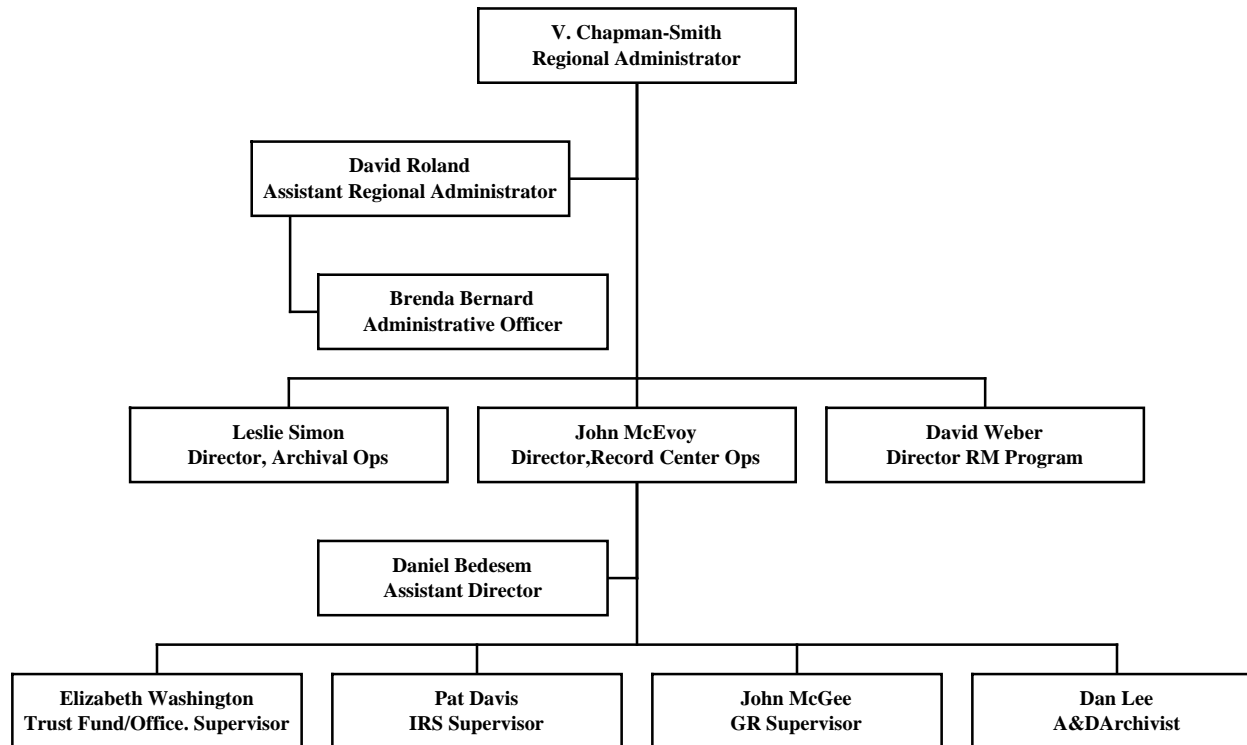 V. Chapman-Smith
Regional Administrator
David Roland
Assistant Regional Administrator
Brenda Bernard
Administrative Officer
Leslie Simon
Director, Archival Ops
John McEvoy
Director,Record Center Ops
David Weber
Director RM Program
Daniel Bedesem
Assistant Director
Elizabeth Washington
Trust Fund/Office. Supervisor
Pat Davis
IRS Supervisor
John McGee
GR Supervisor
Dan Lee
A&DArchivist